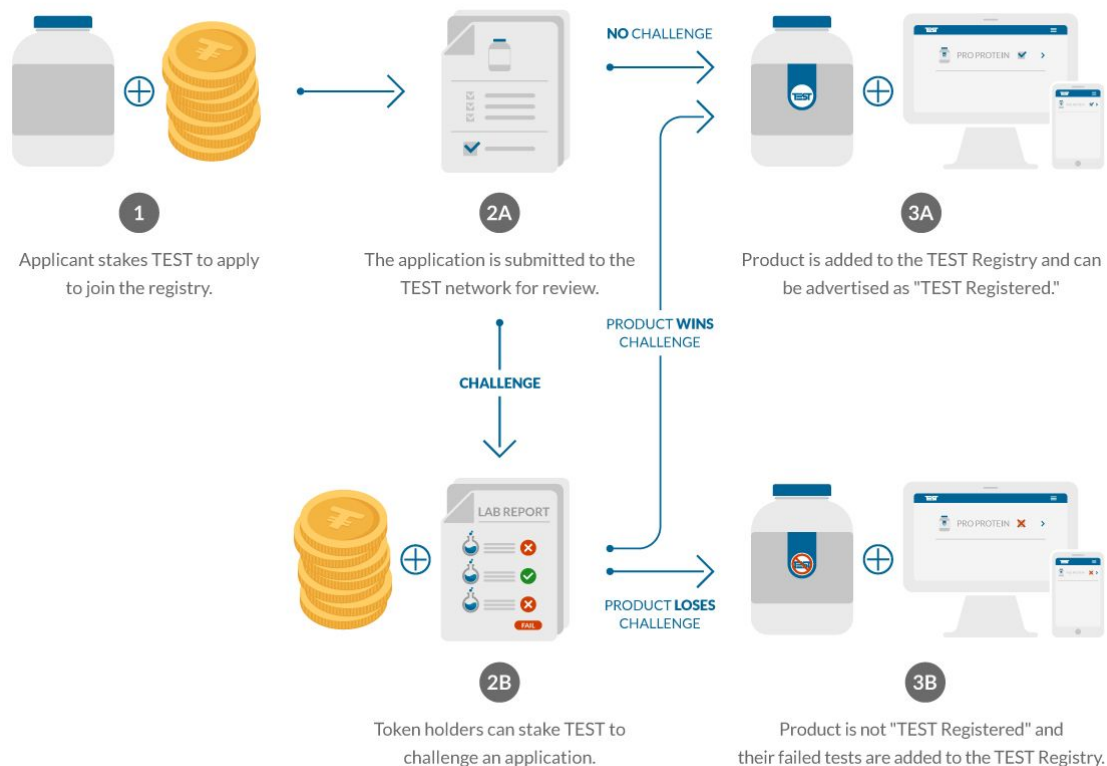 NO CHALLENGE
TEST
TEST
PRO PROTEIN
1
2A
3A
Applicant stakes TEST to apply
to join the registry.
The application is submitted to the
TEST network for review.
Product is added to the TEST Registry and can
be advertised as "TEST Registered."
PRODUCT WINS
CHALLENGE
CHALLENGE
LAB REPORT
FAIL
PRODUCT LOSES
CHALLENGE
TEST
TEST
PRO PROTEIN
2B
3B
Token holders can stake TEST to
challenge an application.
Product is not "TEST Registered" and
their failed tests are added to the TEST Registry.